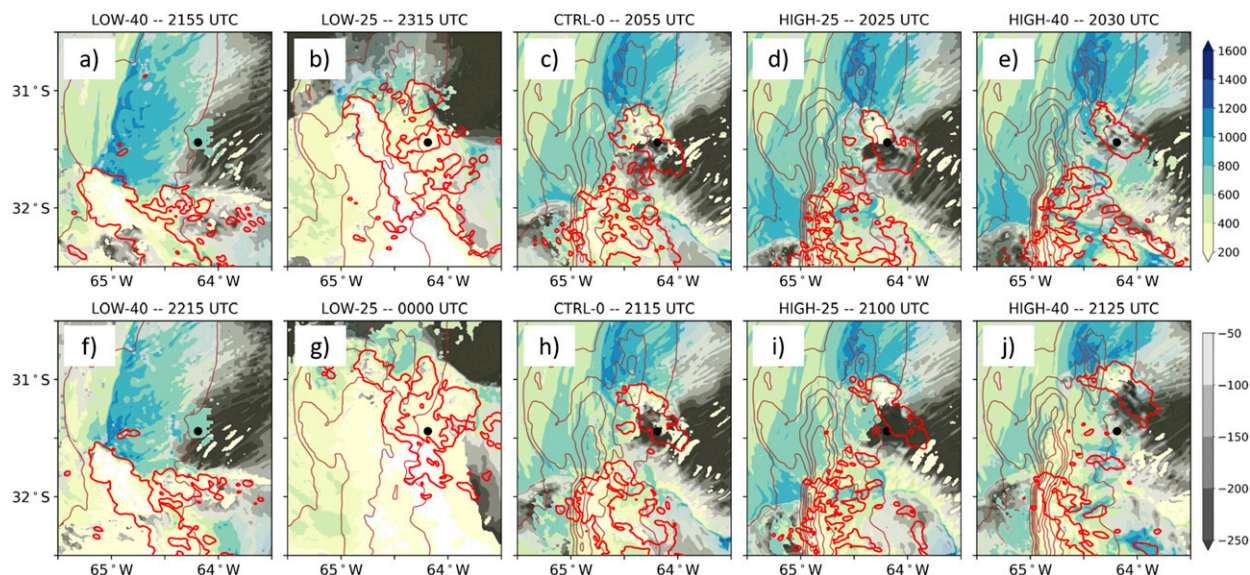 LOW-40 -- 2155 UTC
LOW-25 -- 2315 UTC
CTRL-0 -- 2055 UTC
HIGH-25 -- 2025 UTC
HIGH-40 -- 2030 UTC
a)
b)
c)
d)
e)
31°S
32°S
65°W 64°W
65°W 64°W
65°W 64°W
65°W 64°W
65°W 64°W
1600
1400
1200
1000
800
600
400
200
LOW-40 -- 2215 UTC
LOW-25 -- 0000 UTC
CTRL-0 -- 2115 UTC
HIGH-25 -- 2100 UTC
HIGH-40 -- 2125 UTC
f)
g)
h)
i)
j)
31°S
32°S
65°W 64°W
65°W 64°W
65°W 64°W
65°W 64°W
65°W 64°W
−50
−100
−150
−200
−250